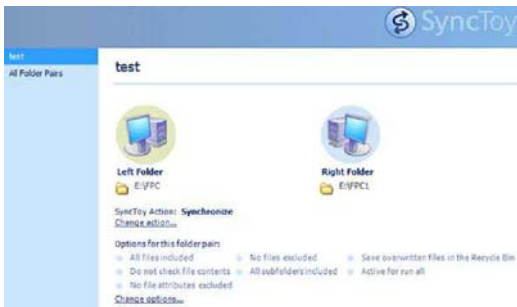 SyncToy
test
All Folder Pairs
test
Left Folder
Right Folder
E:\FPC
E:\FPC1
SyncToy Action: Synchronize
Change action...
Options for this folder pair:
All files included
No files excluded
Save overwritten files in the Recycle Bin
Do not check file contents
All subfolders included
Active for run all
No file attributes excluded
Change options...